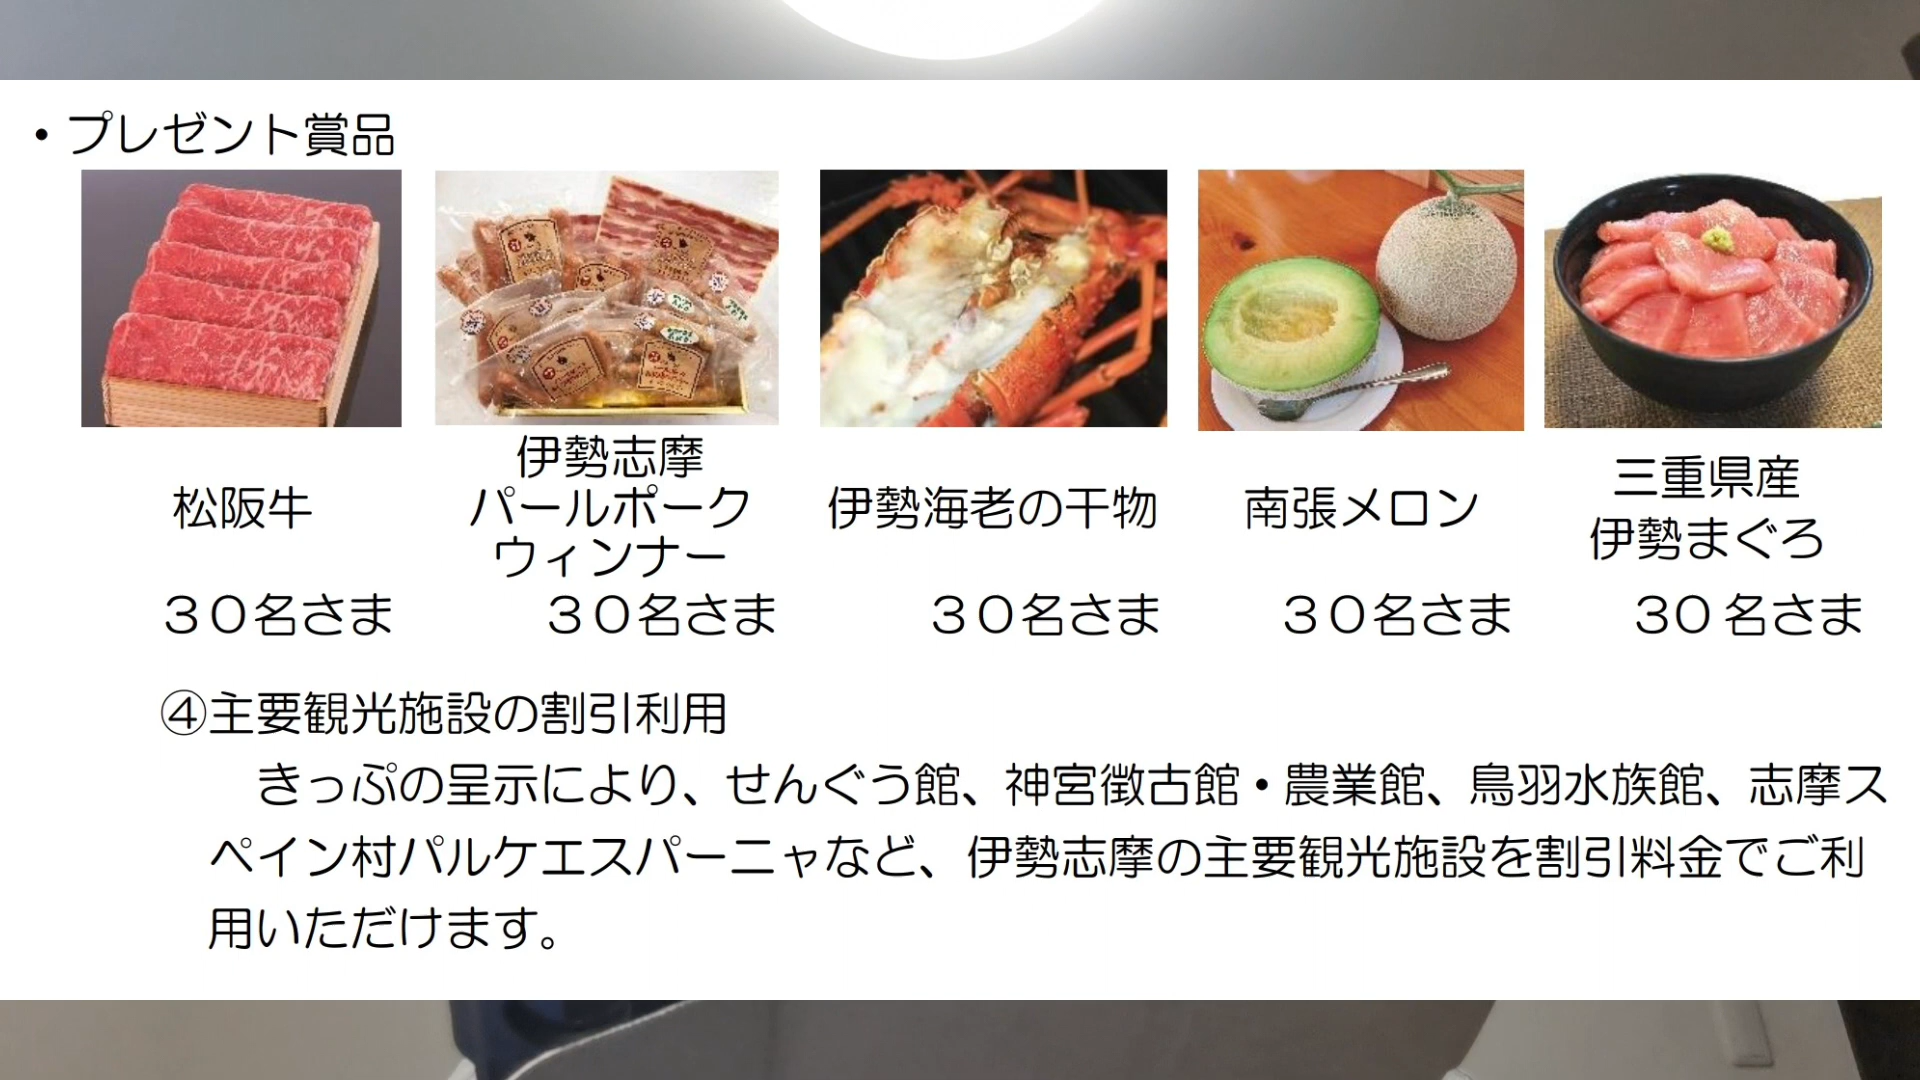 ・プレゼント賞品
松阪牛
伊勢志摩
パールポーク
ウィンナー
伊勢海老の干物
南張メロン
三重県産
伊勢まぐろ
３０名さま
３０名さま
３０名さま
３０名さま
30名さま
④主要観光施設の割引利用
きっぷの呈示により、せんぐう館、神宮徴古館・農業館、鳥羽水族館、志摩ス
ペイン村パルケエスパーニャなど、伊勢志摩の主要観光施設を割引料金でご利
用いただけます。